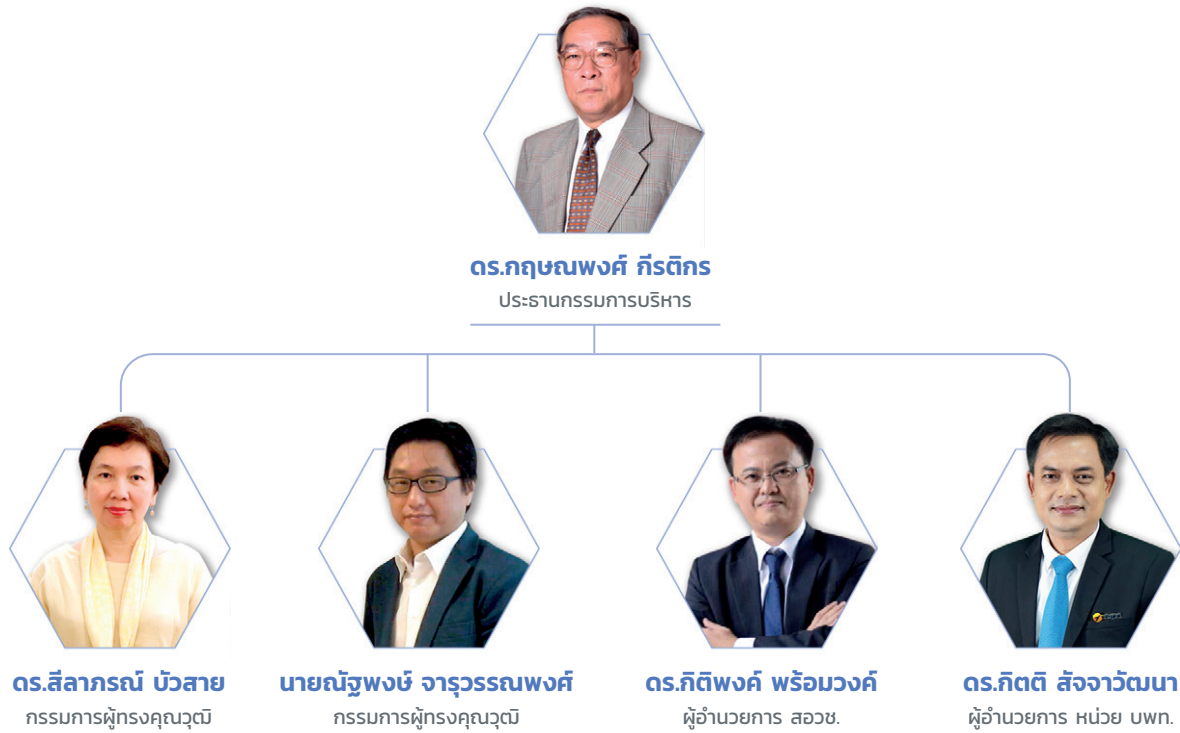 ดร.กฤษณพงศ์ กีรติกร
ประธานกรรมการบริหาร
ดร.สีลาภรณ์ บัวสาย
กรรมการผู้ทรงคุณวุฒิ
นายณัฐพงษ์ จารุวรรณพงศ์
กรรมการผู้ทรงคุณวุฒิ
ดร.กิติพงค์ พร้อมวงค์
ผู้อำนวยการ สอวช.
ดร.กิตติ สัจจาวัฒนา
ผู้อำนวยการ หน่วย บพท.